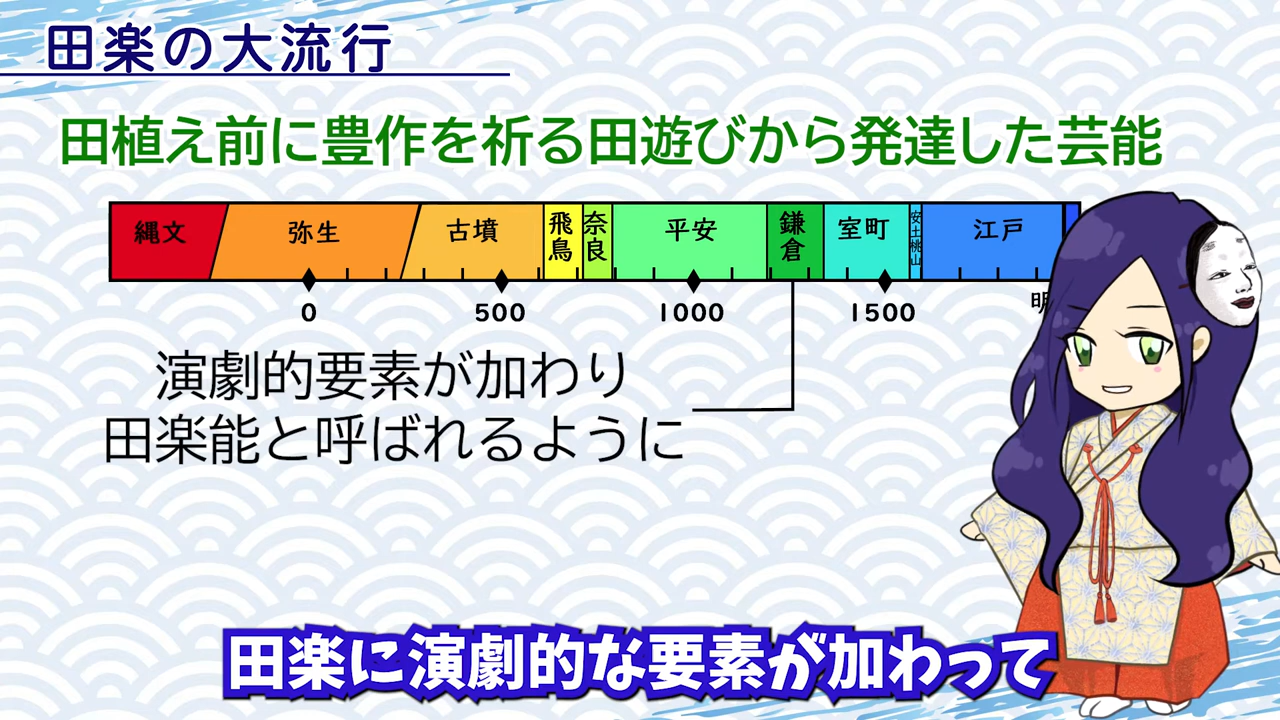 田楽の大流行
田植え前に豊作を祈る田遊びから発達した芸能
縄文 弥生 古墳 飛鳥 奈良 平安 鎌倉 室町 安土桃山 江戸
0 500 1000 1500 明
演劇的要素が加わり
田楽能と呼ばれるように
田楽に演劇的な要素が加わって